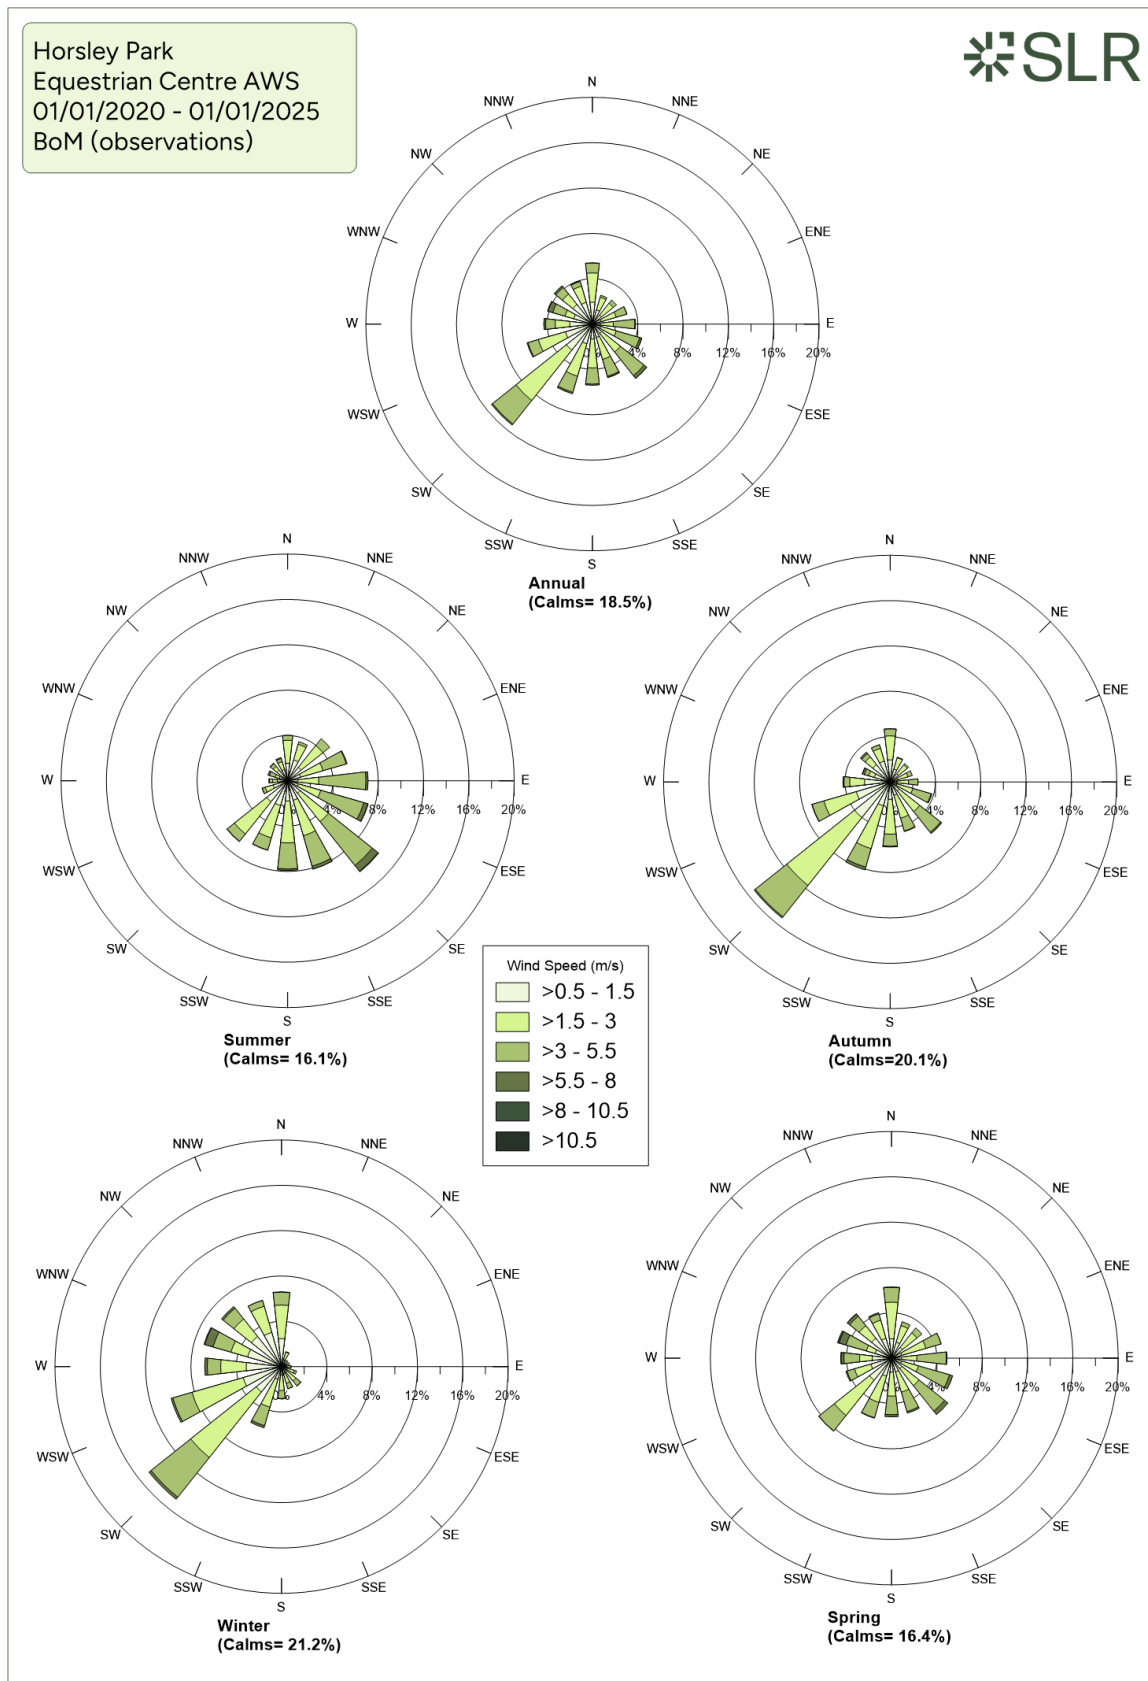 Horsley Park
Equestrian Centre AWS
01/01/2020 - 01/01/2025
BoM (observations)
SLR
N
NNW
NNE
NW
NE
WNW
ENE
W
E
4%
8%
12%
16%
20%
WSW
ESE
SW
SE
SSW
SSE
S
Annual
(Calms= 18.5%)
N
NNW
NNE
NW
NE
WNW
ENE
W
E
4%
8%
12%
16%
20%
WSW
ESE
SW
SE
SSW
SSE
S
Summer
(Calms= 16.1%)
N
NNW
NNE
NW
NE
WNW
ENE
W
E
4%
8%
12%
16%
20%
WSW
ESE
SW
SE
SSW
SSE
S
Autumn
(Calms=20.1%)
Wind Speed (m/s)
>0.5 - 1.5
>1.5 - 3
>3 - 5.5
>5.5 - 8
>8 - 10.5
>10.5
N
NNW
NNE
NW
NE
WNW
ENE
W
E
4%
8%
12%
16%
20%
WSW
ESE
SW
SE
SSW
SSE
S
Winter
(Calms= 21.2%)
N
NNW
NNE
NW
NE
WNW
ENE
W
E
4%
8%
12%
16%
20%
WSW
ESE
SW
SE
SSW
SSE
S
Spring
(Calms= 16.4%)